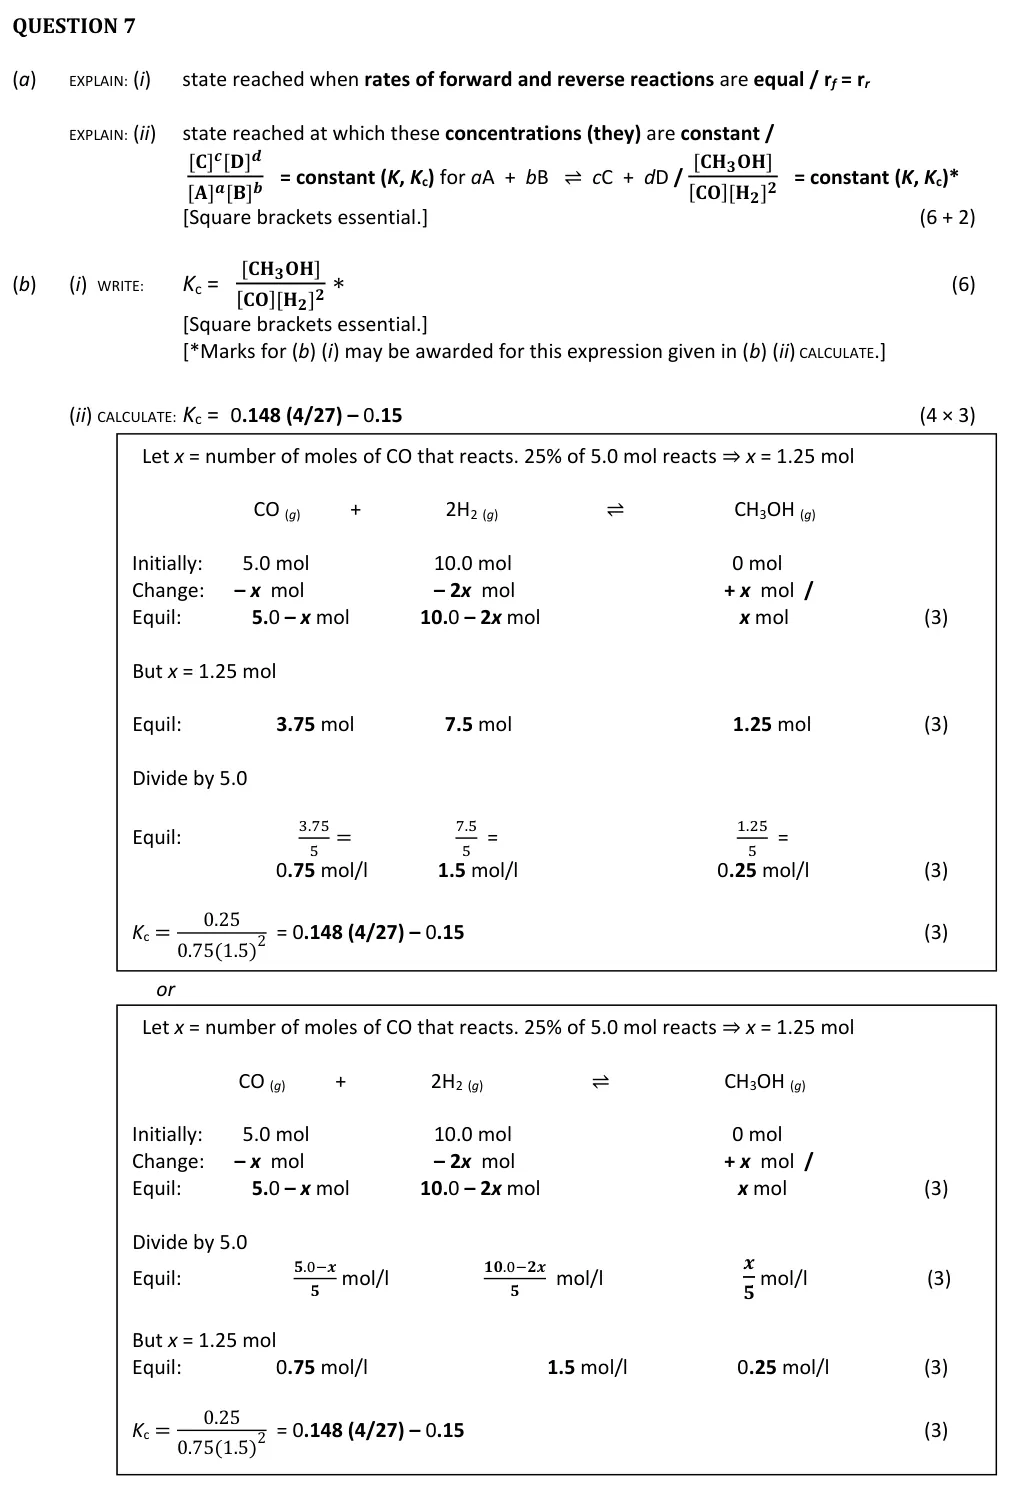 QUESTION 7
(a) EXPLAIN: (i) state reached when rates of forward and reverse reactions are equal / r_f = r_r
EXPLAIN: (ii) state reached at which these concentrations (they) are constant /
[C]^c[D]^d / [A]^a[B]^b = constant (K, K_c) for aA + bB ⇌ cC + dD / [CH₃OH] / [CO][H₂]² = constant (K, K_c)*
[Square brackets essential.] (6 + 2)
(b) (i) WRITE: K_c = [CH₃OH] / [CO][H₂]² *  (6)
[Square brackets essential.]
[*Marks for (b) (i) may be awarded for this expression given in (b) (ii) CALCULATE.]
(ii) CALCULATE: K_c = 0.148 (4/27) – 0.15 (4 × 3)
Let x = number of moles of CO that reacts. 25% of 5.0 mol reacts ⇒ x = 1.25 mol
CO (g) + 2H₂ (g) ⇌ CH₃OH (g)
Initially: 5.0 mol 10.0 mol 0 mol
Change: – x mol – 2x mol + x mol /
Equil: 5.0 – x mol 10.0 – 2x mol x mol (3)
But x = 1.25 mol
Equil: 3.75 mol 7.5 mol 1.25 mol (3)
Divide by 5.0
Equil: 3.75/5 = 7.5/5 = 1.25/5 =
0.75 mol/l 1.5 mol/l 0.25 mol/l (3)
K_c = 0.25 / 0.75(1.5)² = 0.148 (4/27) – 0.15 (3)
or
Let x = number of moles of CO that reacts. 25% of 5.0 mol reacts ⇒ x = 1.25 mol
CO (g) + 2H₂ (g) ⇌ CH₃OH (g)
Initially: 5.0 mol 10.0 mol 0 mol
Change: – x mol – 2x mol + x mol /
Equil: 5.0 – x mol 10.0 – 2x mol x mol (3)
Divide by 5.0
Equil: 5.0−x/5 mol/l 10.0−2x/5 mol/l x/5 mol/l (3)
But x = 1.25 mol
Equil: 0.75 mol/l 1.5 mol/l 0.25 mol/l (3)
K_c = 0.25 / 0.75(1.5)² = 0.148 (4/27) – 0.15 (3)